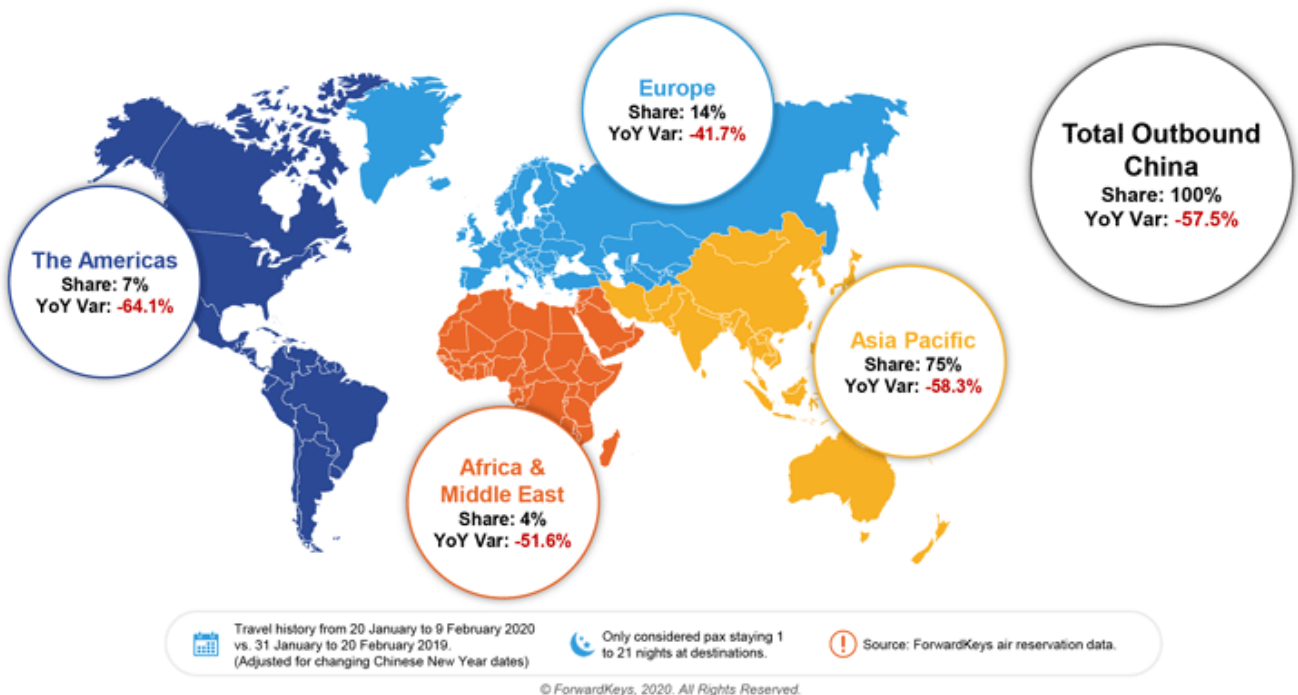 Europe
Share: 14%
YoY Var: -41.7%
Total Outbound
China
Share: 100%
YoY Var: -57.5%
The Americas
Share: 7%
YoY Var: -64.1%
Asia Pacific
Share: 75%
YoY Var: -58.3%
Africa &
Middle East
Share: 4%
YoY Var: -51.6%
Travel history from 20 January to 9 February 2020
vs. 31 January to 20 February 2019.
(Adjusted for changing Chinese New Year dates)
Only considered pax staying 1
to 21 nights at destinations.
Source: ForwardKeys air reservation data.
© ForwardKeys, 2020. All Rights Reserved.